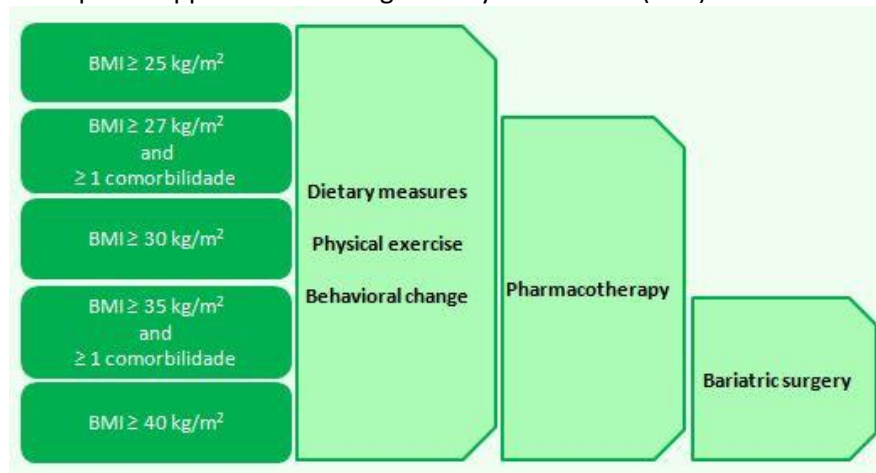 BMI ≥ 25 kg/m²
BMI ≥ 27 kg/m²
and
≥ 1 comorbilidade
BMI ≥ 30 kg/m²
BMI ≥ 35 kg/m²
and
≥ 1 comorbilidade
BMI ≥ 40 kg/m²
Dietary measures
Physical exercise
Behavioral change
Pharmacotherapy
Bariatric surgery